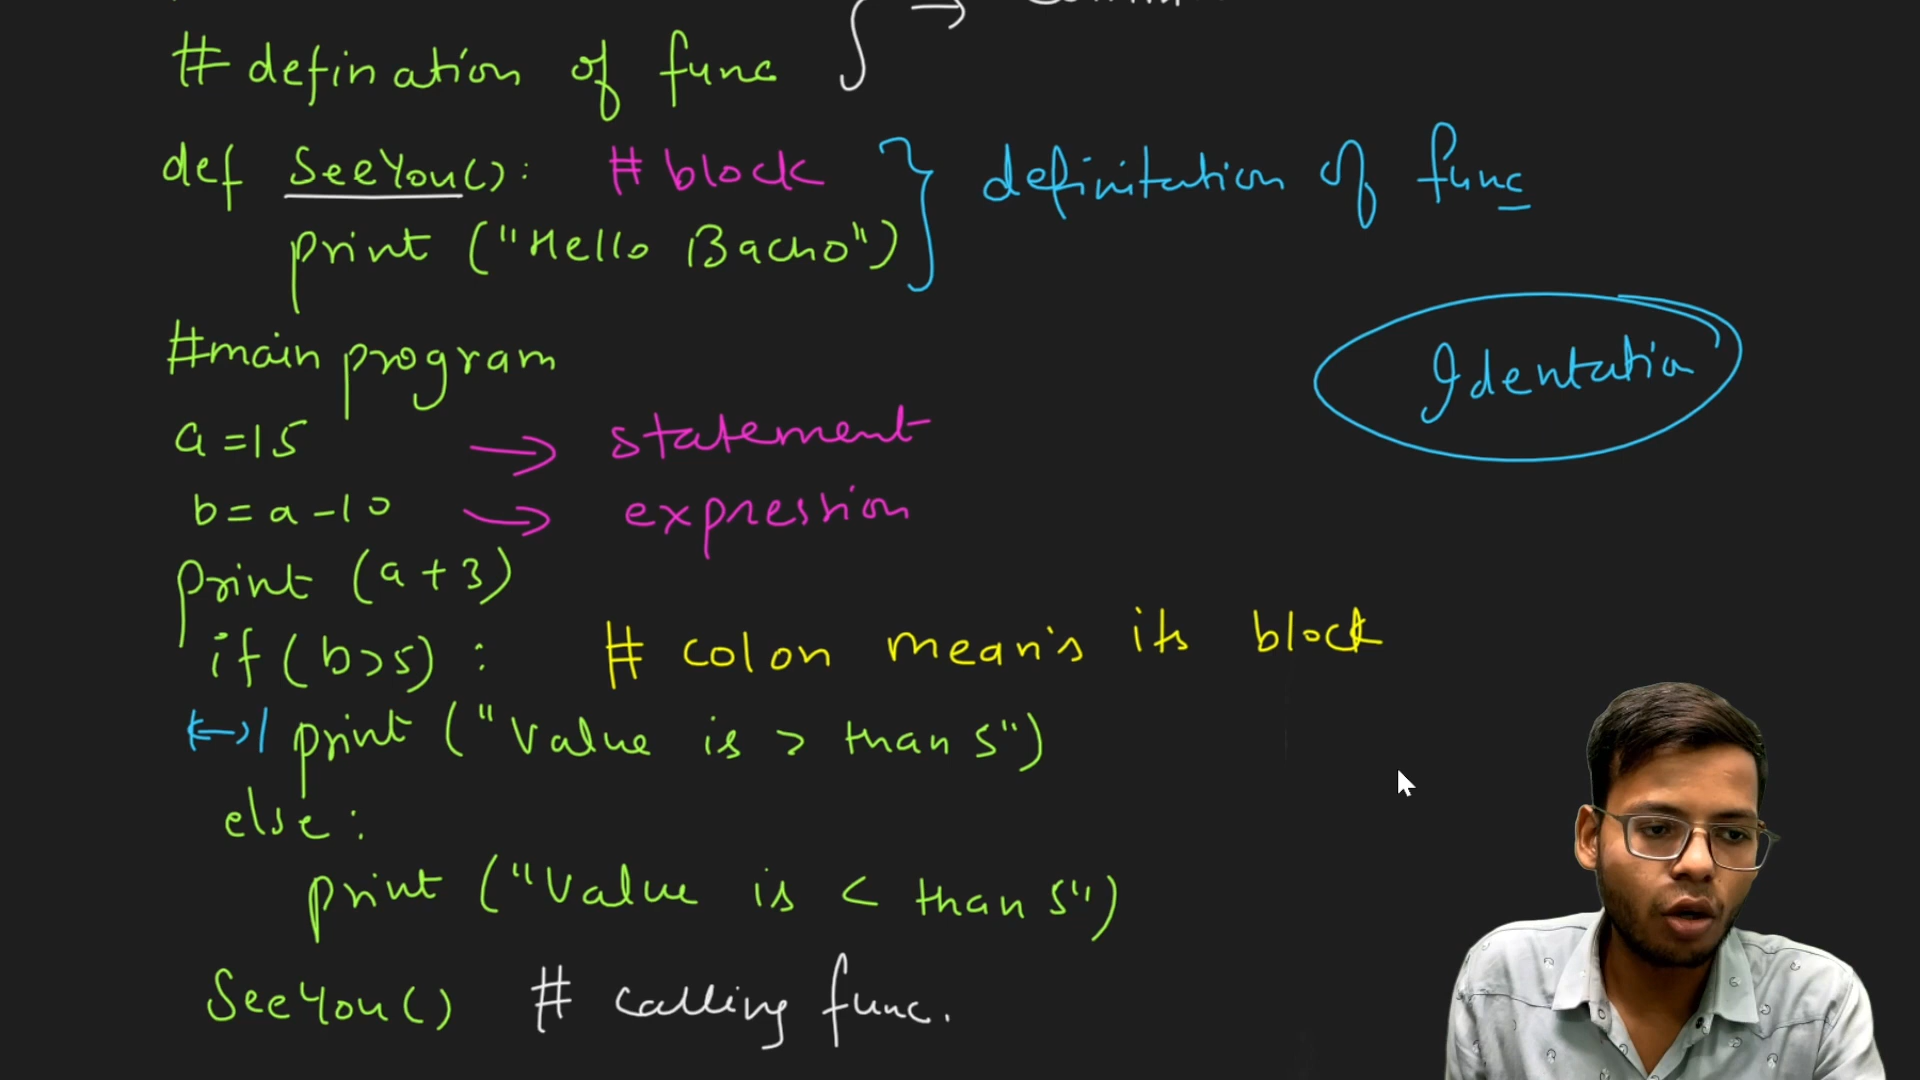 # defination of func
def SeeYou(): # block definitation of func
print ("Hello Bacho")
#main program
Identation
a=15 → statement
b=a-10 → expression
print (a+3)
if(b>5) : # colon mean's its block
print ("Value is > than 5")
else:
print ("Value is < than 5")
SeeYou() # calling func.